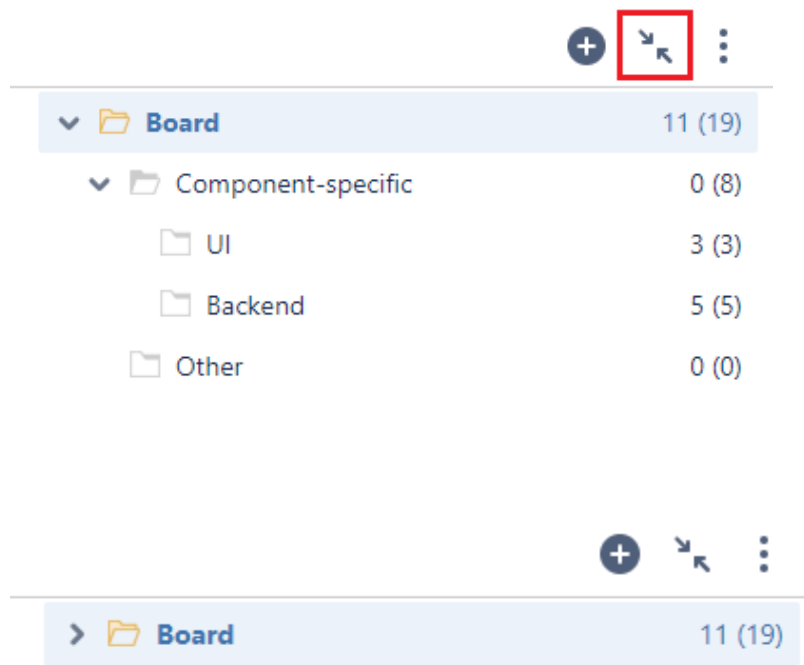 Board 11 (19)
Component-specific 0 (8)
UI 3 (3)
Backend 5 (5)
Other 0 (0)
Board 11 (19)